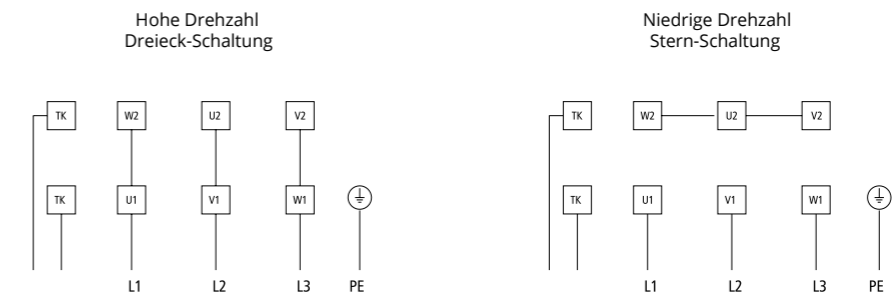 Hohe Drehzahl
Dreieck-Schaltung
TK W2 U2 V2
TK U1 V1 W1
L1 L2 L3 PE
Niedrige Drehzahl
Stern-Schaltung
TK W2 U2 V2
TK U1 V1 W1
L1 L2 L3 PE